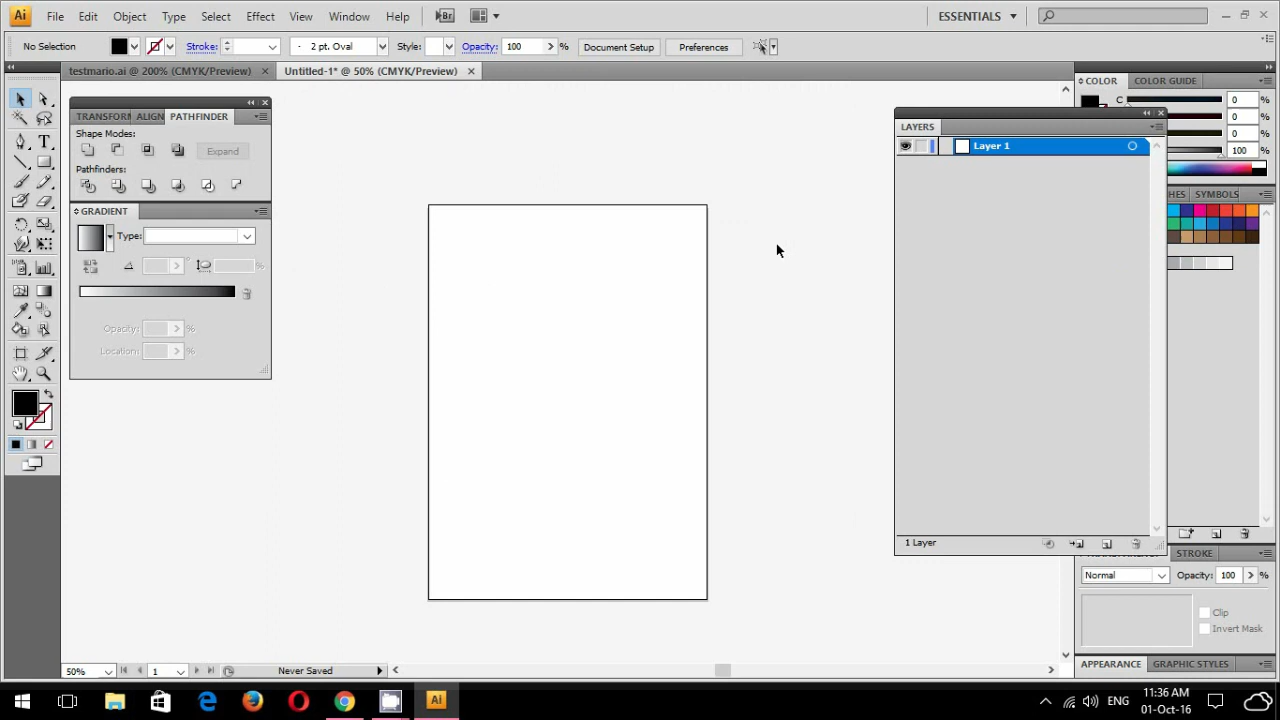 Ai File Edit Object Type Select Effect View Window Help Br ESSENTIALS
No Selection Stroke: 2 pt. Oval Style: Opacity: 100 % Document Setup Preferences
testmario.ai @ 200% (CMYK/Preview) Untitled-1* @ 50% (CMYK/Preview)
COLOR COLOR GUIDE
C 0 %
0 %
0 %
100 %
TRANSFORM ALIGN PATHFINDER
Shape Modes:
Expand
Pathfinders:
GRADIENT
Type:
%
Opacity: %
Location: %
LAYERS
Layer 1
1 Layer
SYMBOLS
STROKE
Normal Opacity: 100 %
Clip
Invert Mask
APPEARANCE GRAPHIC STYLES
50% 1 Never Saved
Ai ENG 11:36 AM
01-Oct-16